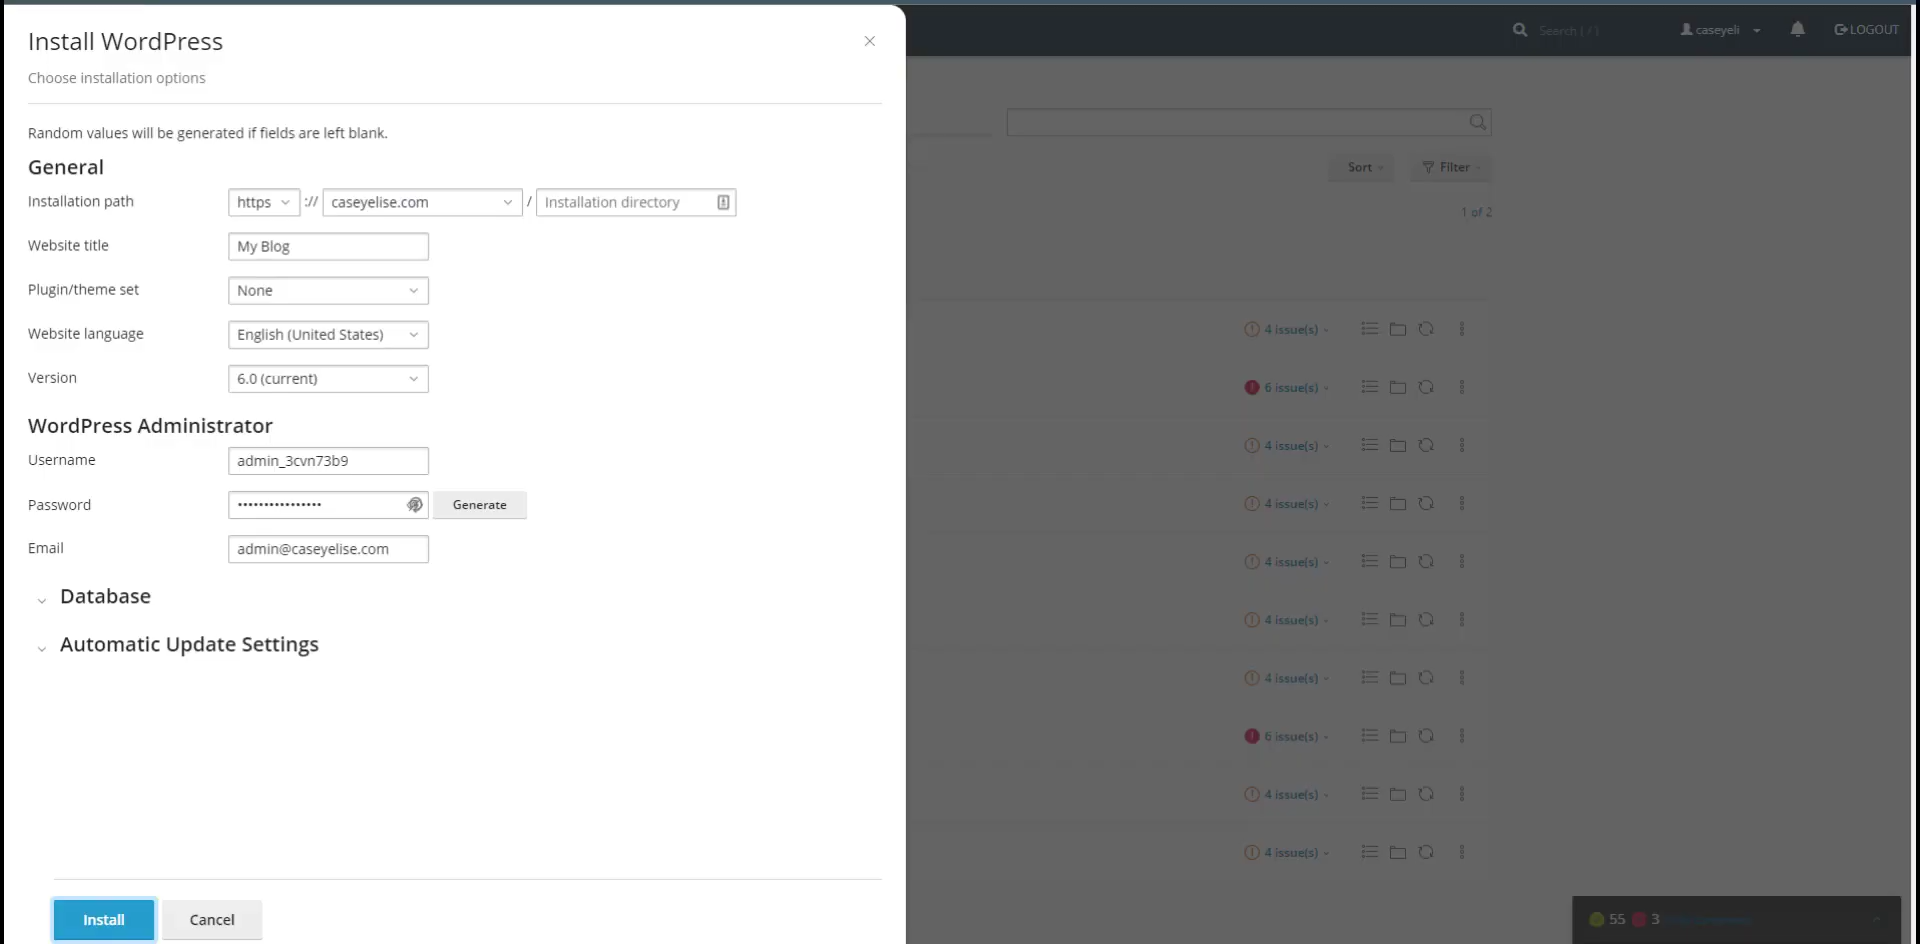 Install WordPress
Choose installation options
Search ( / )
caseyeli
LOGOUT
Random values will be generated if fields are left blank.
General
Installation path https :// caseyelise.com / Installation directory
Website title My Blog
Plugin/theme set None
Website language English (United States)
Version 6.0 (current)
WordPress Administrator
Username admin_3cvn73b9
Password •••••••••••••••• Generate
Email admin@caseyelise.com
Database
Automatic Update Settings
Install Cancel
Sort Filter
1 of 2
4 issue(s)
6 issue(s)
4 issue(s)
4 issue(s)
4 issue(s)
4 issue(s)
4 issue(s)
6 issue(s)
4 issue(s)
4 issue(s)
55 3